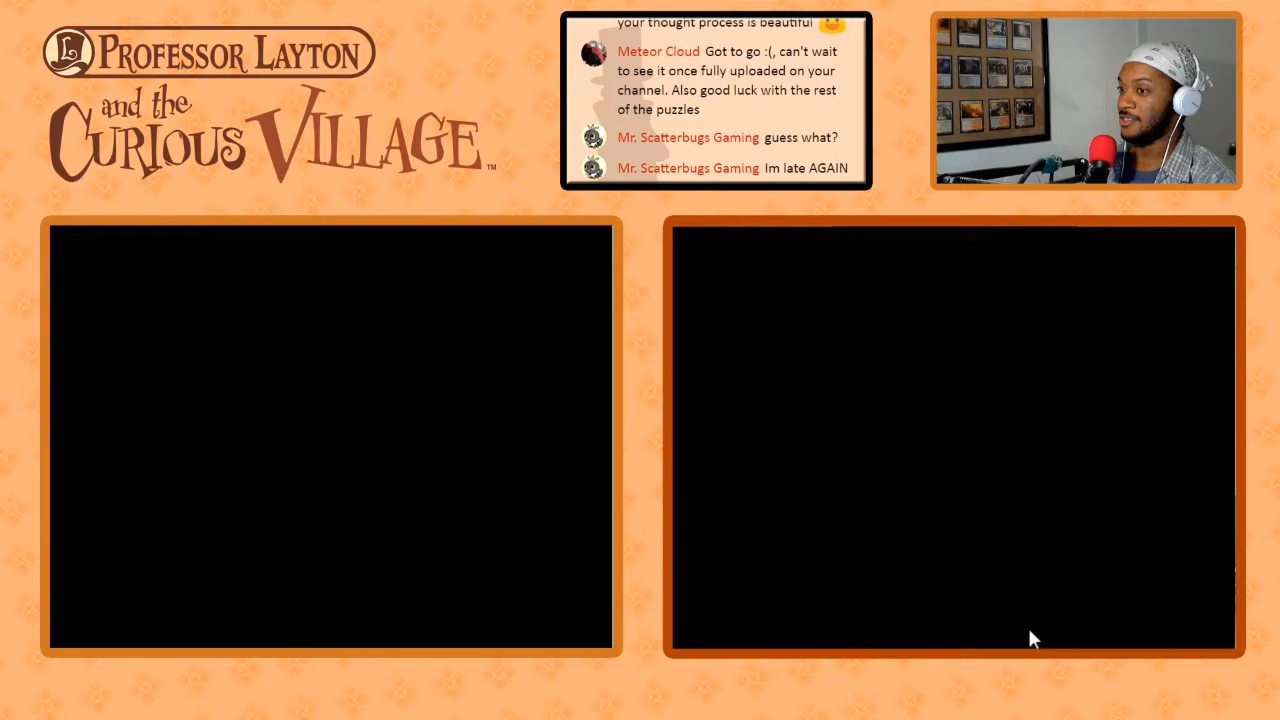 PROFESSOR LAYTON
and the
CURIOUS VILLAGE™
your thought process is beautiful
Meteor Cloud Got to go :(, can't wait
to see it once fully uploaded on your
channel. Also good luck with the rest
of the puzzles
Mr. Scatterbugs Gaming guess what?
Mr. Scatterbugs Gaming Im late AGAIN